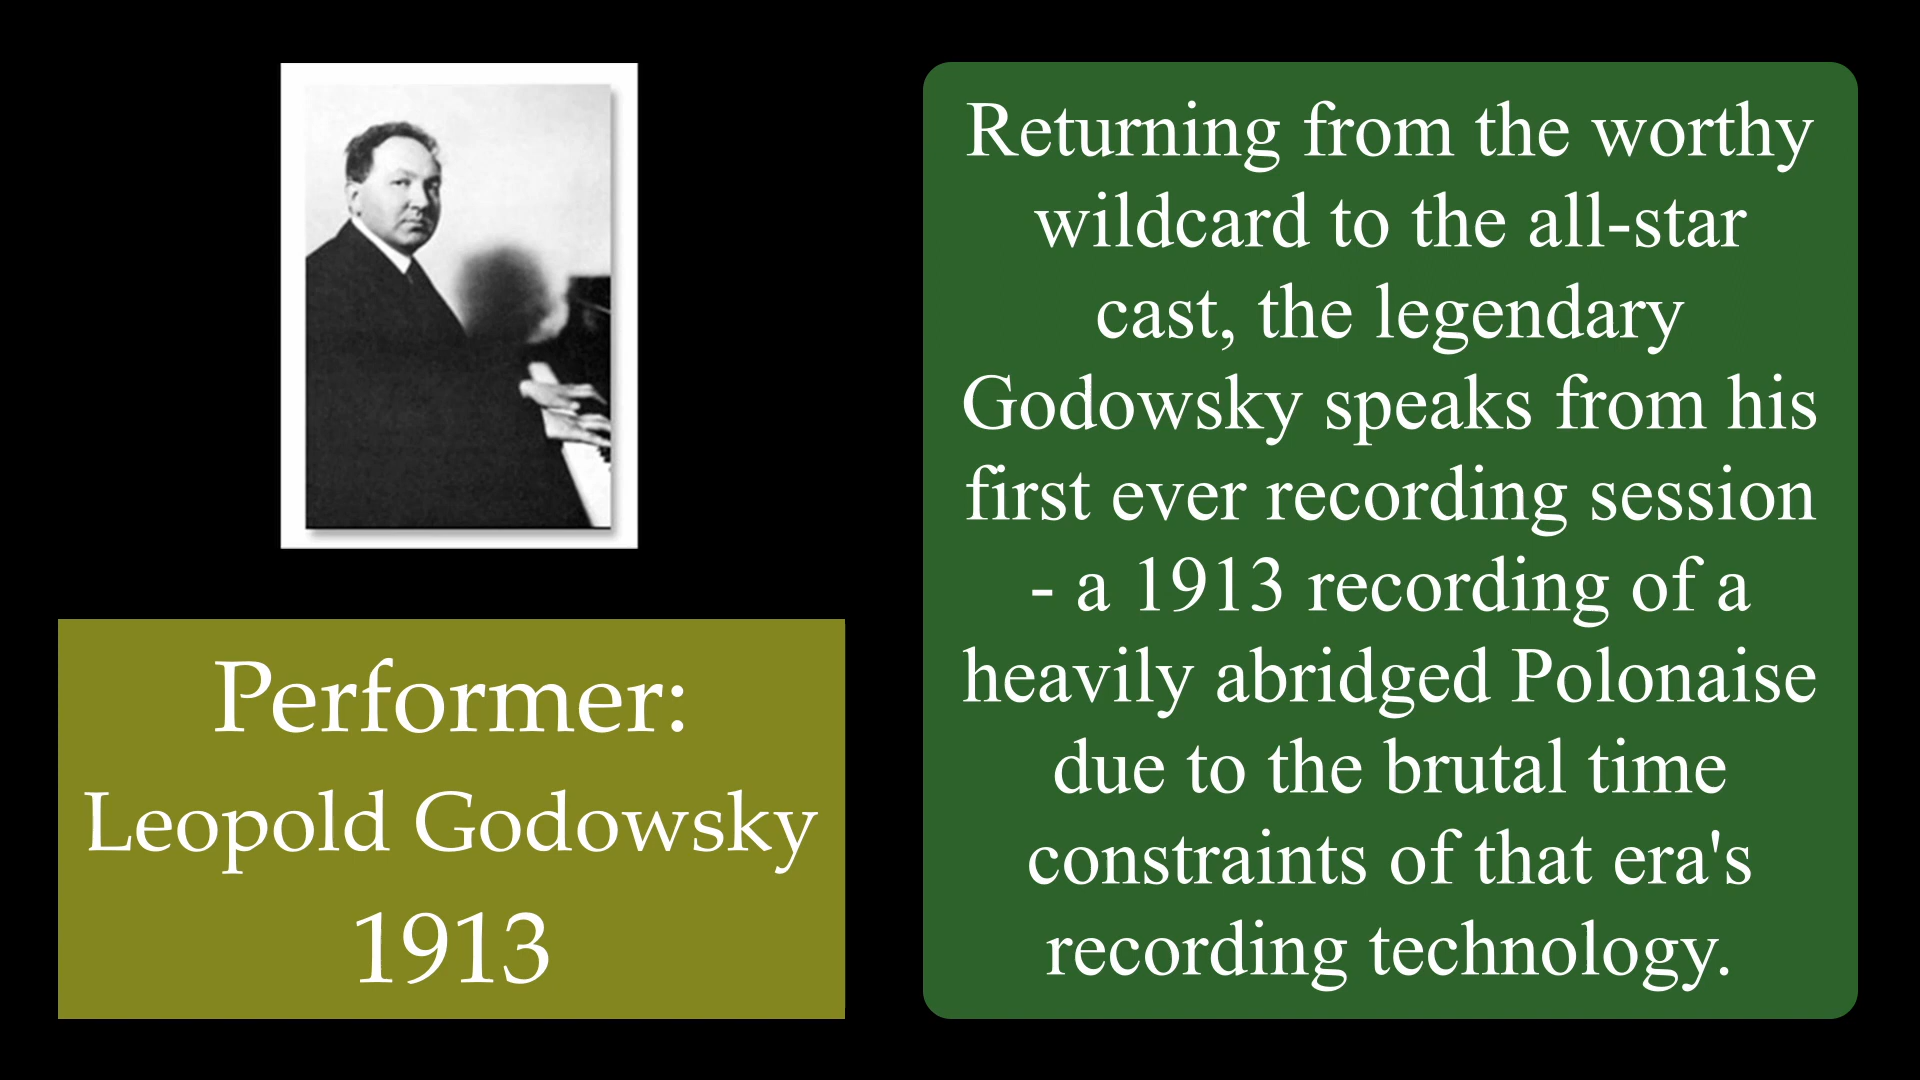 Performer:
Leopold Godowsky
1913
Returning from the worthy
wildcard to the all-star
cast, the legendary
Godowsky speaks from his
first ever recording session
- a 1913 recording of a
heavily abridged Polonaise
due to the brutal time
constraints of that era's
recording technology.